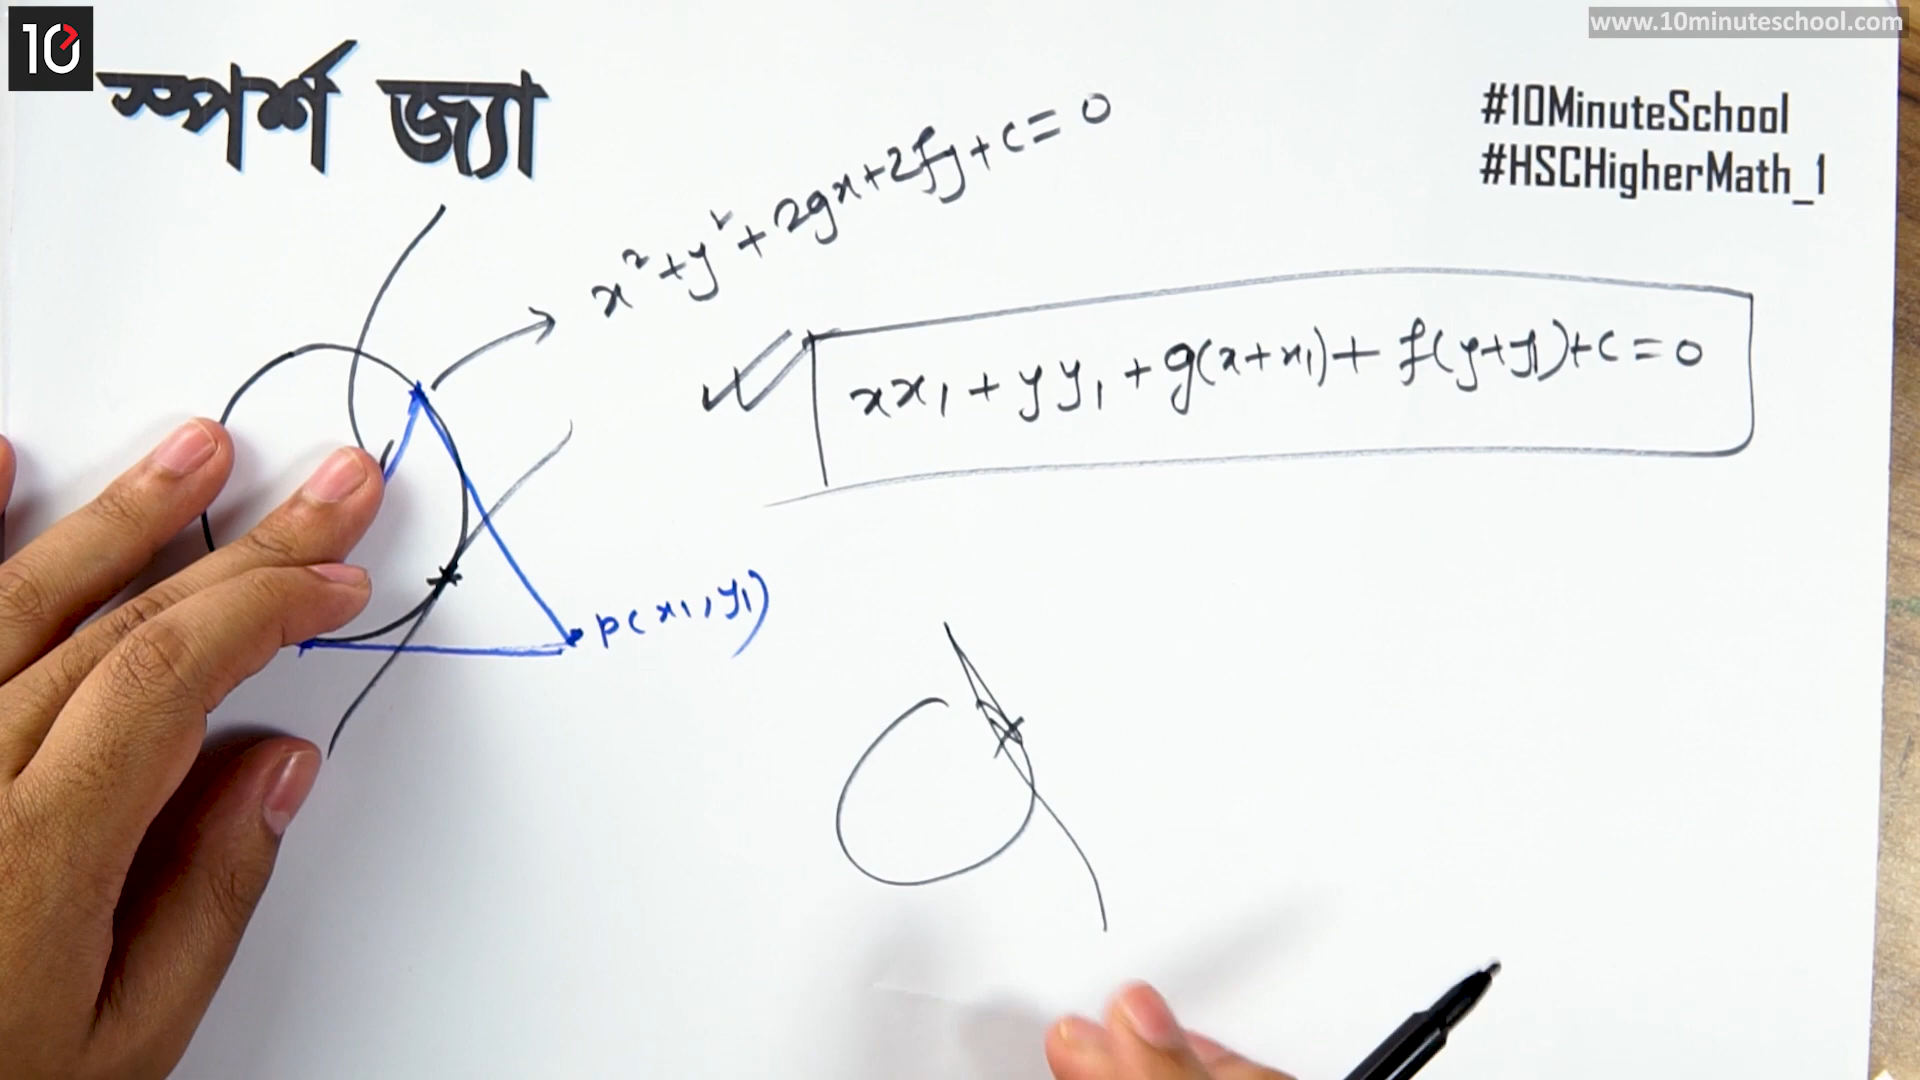 10
www.10minuteschool.com
স্পর্শ জ্যা
#10MinuteSchool
#HSCHigherMath_1
x² + y² + 2gx + 2fy + c = 0
xx₁ + yy₁ + g(x+x₁) + f(y+y₁) + c = 0
P(x₁, y₁)